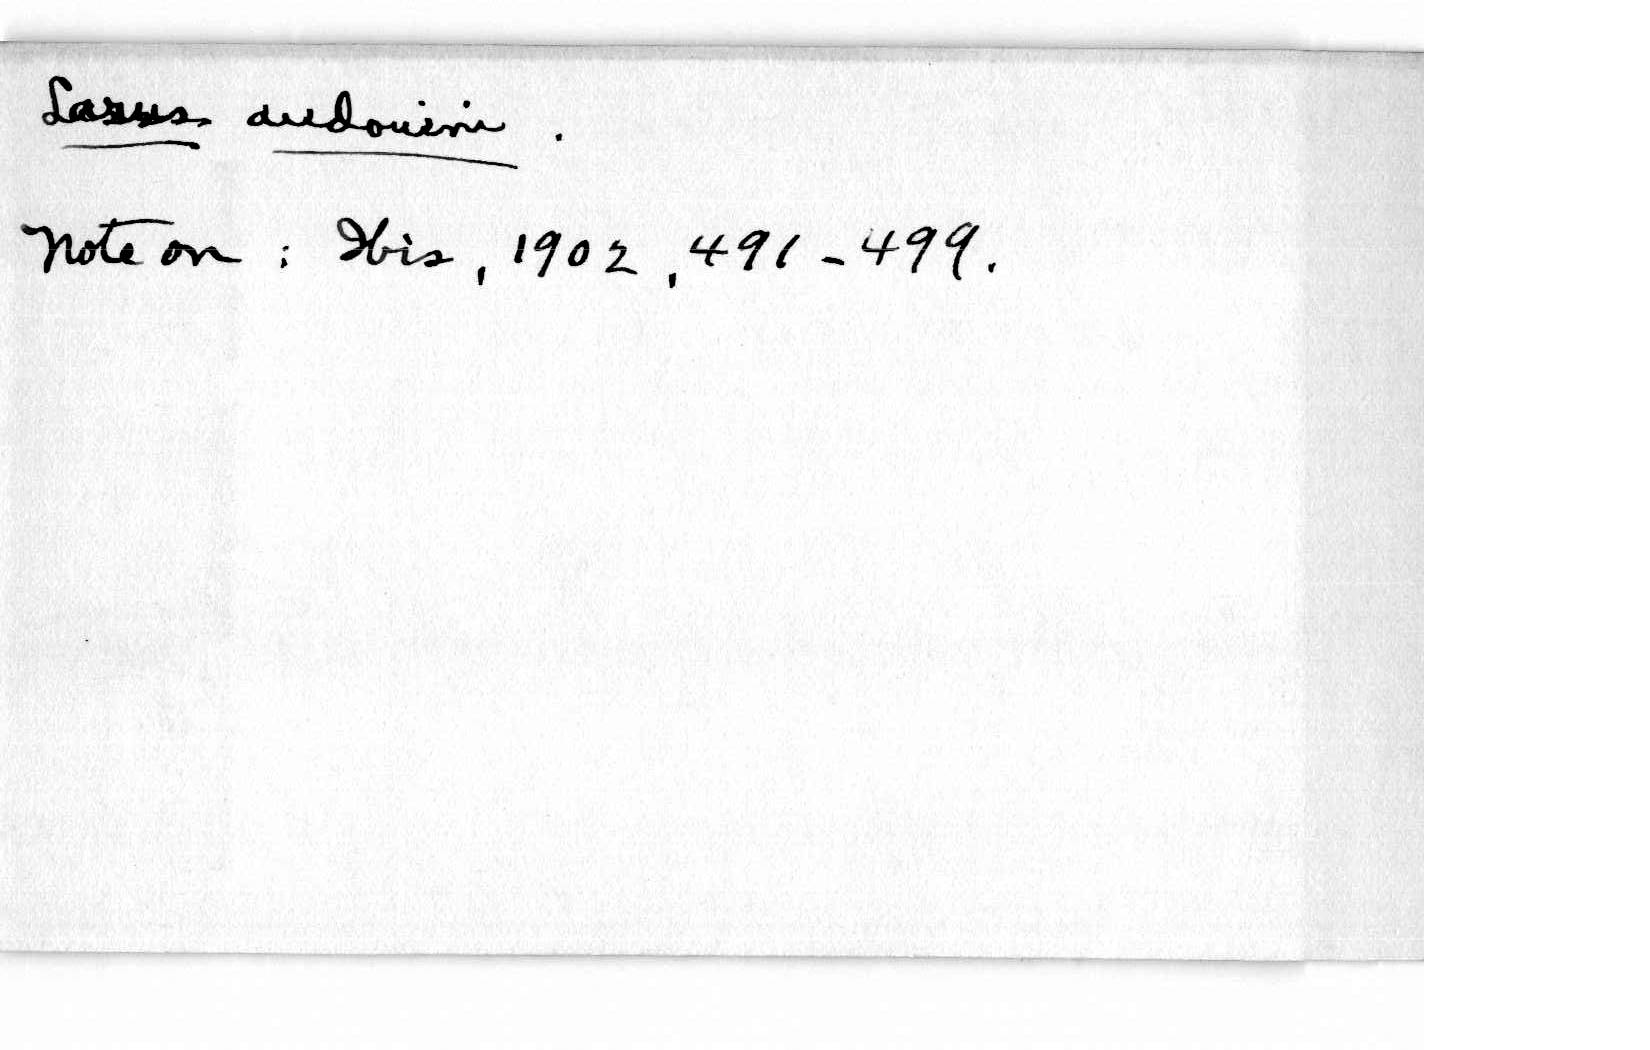 Larus audouini.
Note on: Ibis, 1902, 491-499.